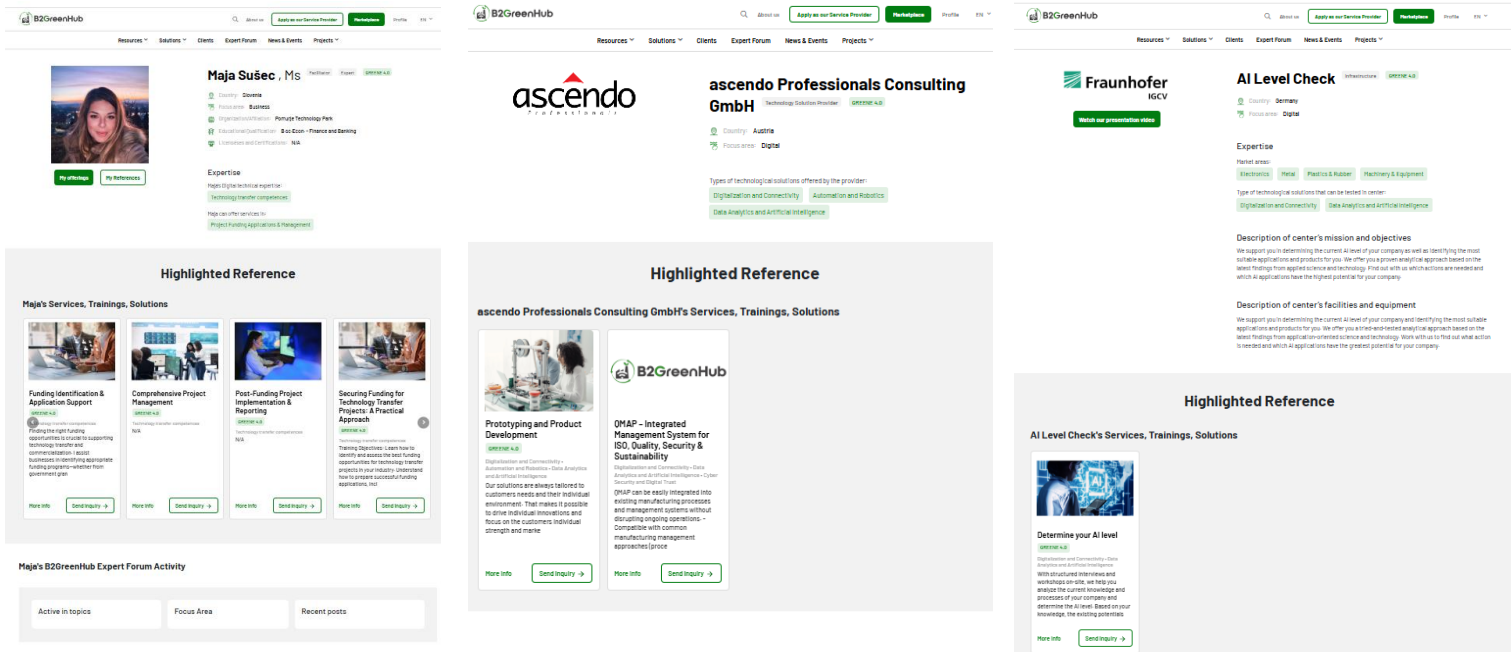 B2GreenHub
About us
Apply as our Service Provider
Marketplace
Profile
EN
Resources
Solutions
Clients
Expert Forum
News & Events
Projects
Maja Sušec , Ms
Facilitator
Expert
GREENE 4.0
Country: Slovenia
Focus area: Business
Organization/Affiliation: Pomurje Technology Park
Educational Qualification: B oc Econ - Finance and Banking
Licenseses and Certifications: N/A
My offerings
My References
Expertise
Majas Digital technical expertise:
Technology transfer competences
Maja can offer services in:
Project Funding Applications & Management
Highlighted Reference
Maja's Services, Trainings, Solutions
Funding Identification &
Application Support
GREENE 4.0
Technology transfer competences
Finding the right funding
opportunities is crucial to supporting
technology transfer and
commercialization- I assist
businesses in identifying appropriate
funding programs—whether from
government gran
More Info
Send Inquiry →
Comprehensive Project
Management
GREENE 4.0
Technology transfer competences
N/A
More Info
Send Inquiry →
Post-Funding Project
Implementation &
Reporting
GREENE 4.0
Technology transfer competences
N/A
More Info
Send Inquiry →
Securing Funding for
Technology Transfer
Projects: A Practical
Approach
GREENE 4.0
Technology transfer competences
Training Objectives- Learn how to
identify and assess the best funding
opportunities for technology transfer
projects in your industry- Understand
how to prepare successful funding
applications, incl
More Info
Send Inquiry →
Maja's B2GreenHub Expert Forum Activity
Active in topics
Focus Area
Recent posts
B2GreenHub
About us
Apply as our Service Provider
Marketplace
Profile
EN
Resources
Solutions
Clients
Expert Forum
News & Events
Projects
ascendo
Professionals
ascendo Professionals Consulting
GmbH
Technology Solution Provider
GREENE 4.0
Country: Austria
Focus area: Digital
Types of technological solutions offered by the provider:
Digitalization and Connectivity
Automation and Robotics
Data Analytics and Artificial Intelligence
Highlighted Reference
ascendo Professionals Consulting GmbH's Services, Trainings, Solutions
Prototyping and Product
Development
GREENE 4.0
Digitalization and Connectivity • 
Automation and Robotics • Data Analytics
and Artificial Intelligence
Our solutions are always tailored to
customers needs and their individual
environment- That makes it possible
to drive individual innovations and
focus on the customers individual
strength and marke
More Info
Send Inquiry →
B2GreenHub
QMAP – Integrated
Management System for
ISO, Quality, Security &
Sustainability
Digitalization and Connectivity • Data
Analytics and Artificial Intelligence • Cyber
Security and Digital Trust
QMAP can be easily integrated into
existing manufacturing processes
and management systems without
disrupting ongoing operations- -
Compatible with common
manufacturing management
approaches (proce
More Info
Send Inquiry →
B2GreenHub
About us
Apply as our Service Provider
Marketplace
Profile
EN
Resources
Solutions
Clients
Expert Forum
News & Events
Projects
Fraunhofer
IGCV
Watch our presentation video
AI Level Check
Infrastructure
GREENE 4.0
Country: Germany
Focus area: Digital
Expertise
Market areas:
Electronics
Metal
Plastics & Rubber
Machinery & Equipment
Type of technological solutions that can be tested in center:
Digitalization and Connectivity
Data Analytics and Artificial Intelligence
Description of center's mission and objectives
We support you in determining the current AI level of your company as well as identifying the most
suitable applications and products for you- We offer you a proven analytical approach based on the
latest findings from applied science and technology- Find out with us which actions are needed and
which AI applications have the highest potential for your company-
Description of center's facilities and equipment
We support you in determining the current AI level of your company and identifying the most suitable
applications and products for you- We offer you a tried-and-tested analytical approach based on the
latest findings from application-oriented science and technology- Work with us to find out what action
is needed and which AI applications have the greatest potential for your company-
Highlighted Reference
AI Level Check's Services, Trainings, Solutions
AI
Determine your AI level
GREENE 4.0
Digitalization and Connectivity • Data
Analytics and Artificial Intelligence
With structured interviews and
workshops on-site, we help you
analyze the current knowledge and
processes of your company and
determine the AI level- Based on your
knowledge, the existing potentials
More Info
Send Inquiry →